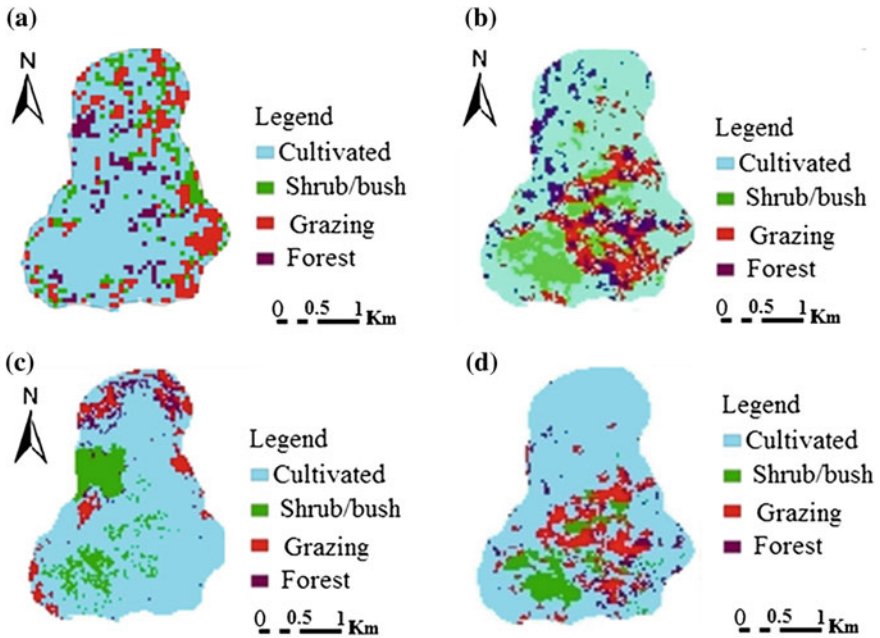 (a)
N
Legend
Cultivated
Shrub/bush
Grazing
Forest
0 0.5 1
Km
(b)
N
Legend
Cultivated
Shrub/bush
Grazing
Forest
0 0.5 1
Km
(c)
N
Legend
Cultivated
Shrub/bush
Grazing
Forest
0 0.5 1
Km
(d)
Legend
Cultivated
Shrub/bush
Grazing
Forest
0 0.5 1
Km